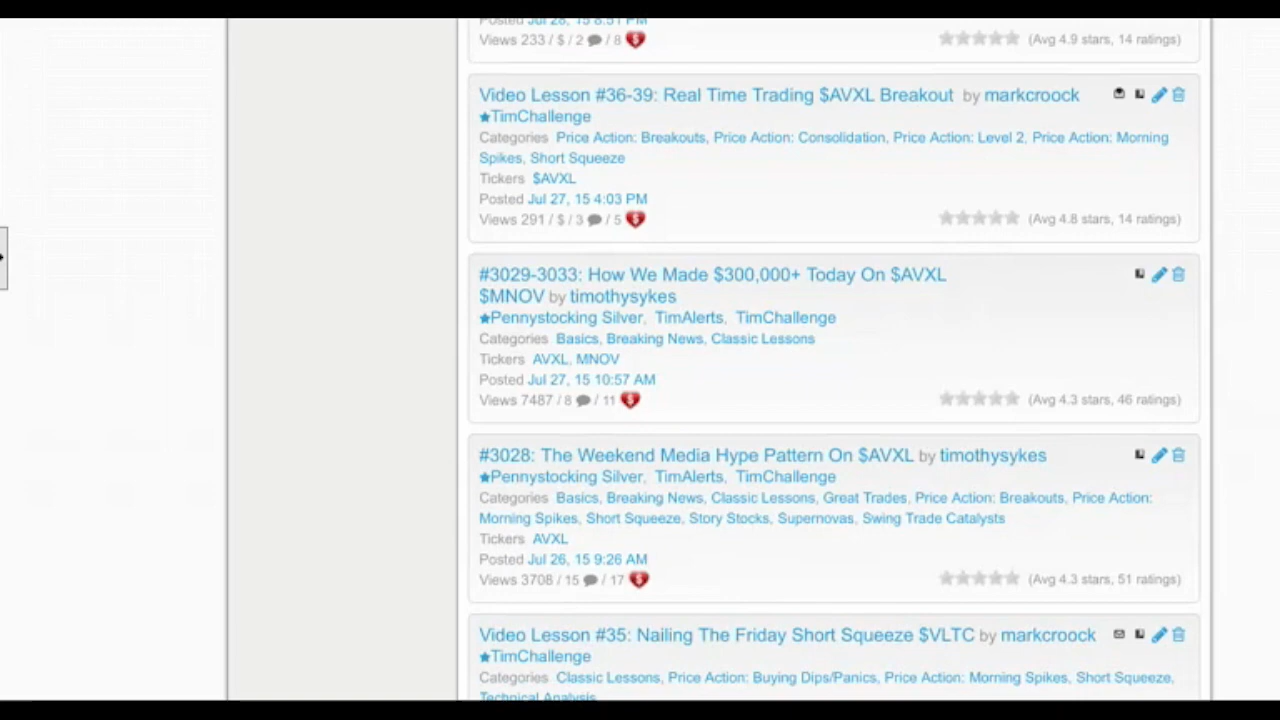 Posted Jul 28, 15 8:51 PM
Views 233 / $ / 2 / 8 $ (Avg 4.9 stars, 14 ratings)
Video Lesson #36-39: Real Time Trading $AVXL Breakout by markcroock
★TimChallenge
Categories Price Action: Breakouts, Price Action: Consolidation, Price Action: Level 2, Price Action: Morning
Spikes, Short Squeeze
Tickers $AVXL
Posted Jul 27, 15 4:03 PM
Views 291 / $ / 3 / 5 $ (Avg 4.8 stars, 14 ratings)
#3029-3033: How We Made $300,000+ Today On $AVXL
$MNOV by timothysykes
★Pennystocking Silver, TimAlerts, TimChallenge
Categories Basics, Breaking News, Classic Lessons
Tickers AVXL, MNOV
Posted Jul 27, 15 10:57 AM
Views 7487 / 8 / 11 $ (Avg 4.3 stars, 46 ratings)
#3028: The Weekend Media Hype Pattern On $AVXL by timothysykes
★Pennystocking Silver, TimAlerts, TimChallenge
Categories Basics, Breaking News, Classic Lessons, Great Trades, Price Action: Breakouts, Price Action:
Morning Spikes, Short Squeeze, Story Stocks, Supernovas, Swing Trade Catalysts
Tickers AVXL
Posted Jul 26, 15 9:26 AM
Views 3708 / 15 / 17 $ (Avg 4.3 stars, 51 ratings)
Video Lesson #35: Nailing The Friday Short Squeeze $VLTC by markcroock
★TimChallenge
Categories Classic Lessons, Price Action: Buying Dips/Panics, Price Action: Morning Spikes, Short Squeeze,
Technical Analysis